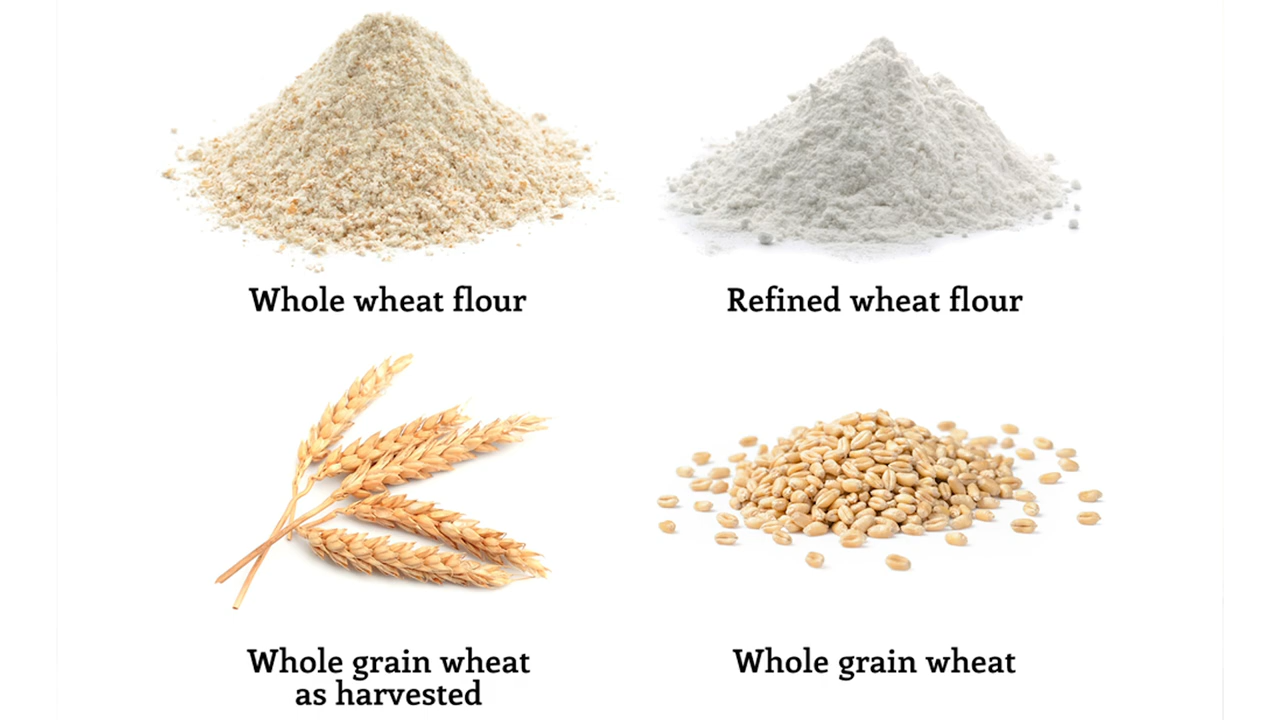 Whole wheat flour
Refined wheat flour
Whole grain wheat
as harvested
Whole grain wheat